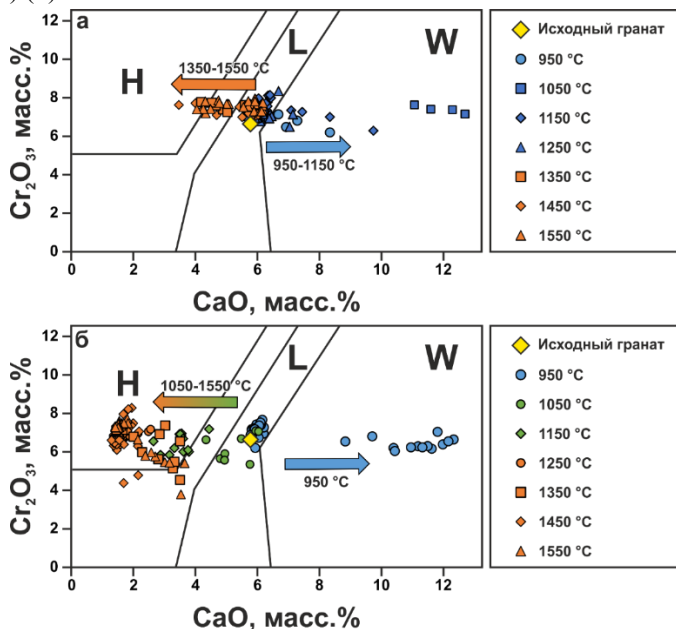 ) (
а
H
L
W
1350-1550 °C
950-1150 °C
Cr₂O₃, масс.%
12
10
8
6
4
2
0
0
2
4
6
8
10
12
CaO, масс.%
Исходный гранат
950 °C
1050 °C
1150 °C
1250 °C
1350 °C
1450 °C
1550 °C
б
H
L
W
1050-1550 °C
950 °C
Cr₂O₃, масс.%
12
10
8
6
4
2
0
0
2
4
6
8
10
12
CaO, масс.%
Исходный гранат
950 °C
1050 °C
1150 °C
1250 °C
1350 °C
1450 °C
1550 °C